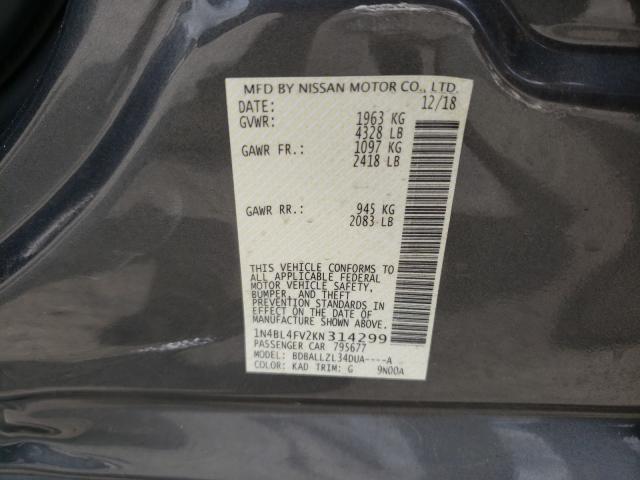 MFD BY NISSAN MOTOR CO., LTD.
DATE: 12/18
GVWR: 1963 KG
4328 LB
GAWR FR.: 1097 KG
2418 LB
GAWR RR.: 945 KG
2083 LB
THIS VEHICLE CONFORMS TO
ALL APPLICABLE FEDERAL
MOTOR VEHICLE SAFETY,
BUMPER, AND THEFT
PREVENTION STANDARDS IN
EFFECT ON THE DATE OF
MANUFACTURE SHOWN ABOVE.
1N4BL4FV2KN314299
PASSENGER CAR 795677
MODEL: BDBALLZL34DUA----A
COLOR: KAD TRIM: G 9N00A